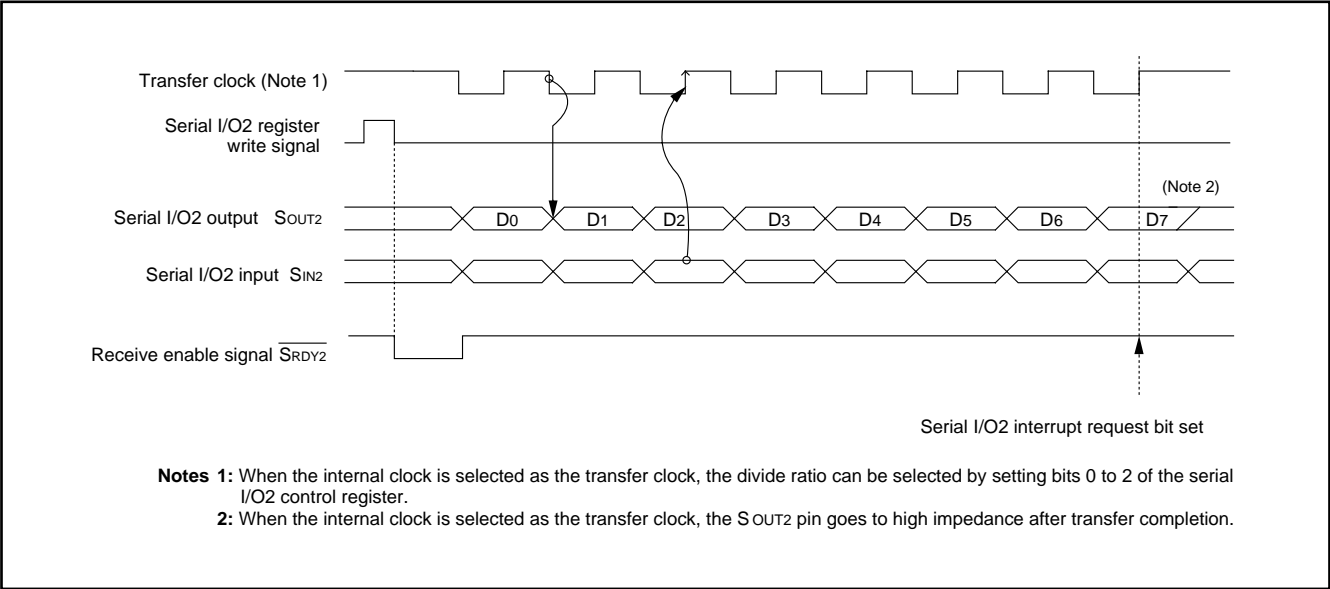 Transfer clock (Note 1)
Serial I/O2 register
write signal
(Note 2)
Serial I/O2 output SOUT2
D0 D1 D2 D3 D4 D5 D6 D7
Serial I/O2 input SIN2
Receive enable signal SRDY2
Serial I/O2 interrupt request bit set
Notes 1: When the internal clock is selected as the transfer clock, the divide ratio can be selected by setting bits 0 to 2 of the serial
I/O2 control register.
2: When the internal clock is selected as the transfer clock, the SOUT2 pin goes to high impedance after transfer completion.